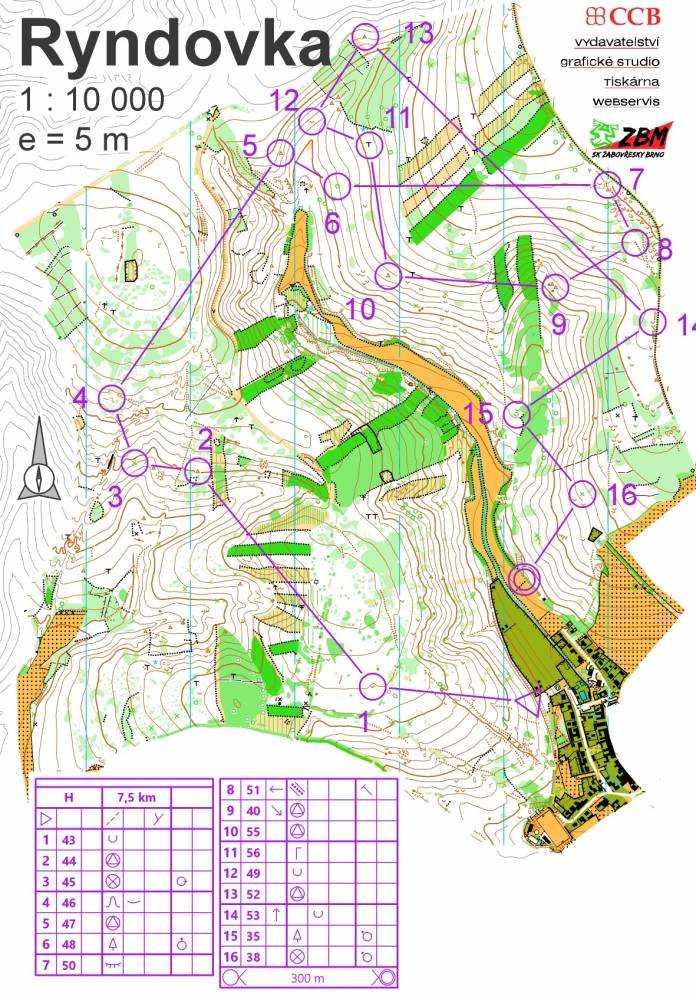 Ryndovka
1 : 10 000
e = 5 m
CCB
vydavatelství
grafické studio
tiskárna
webservis
ZBM
SK ŽABOVŘESKY BRNO
13
12
11
5
6
7
8
10
9
14
4
2
15
3
16
1
H 7,5 km
1 43
2 44
3 45
4 46
5 47
6 48
7 50
8 51
9 40
10 55
11 56
12 49
13 52
14 53
15 35
16 38
300 m